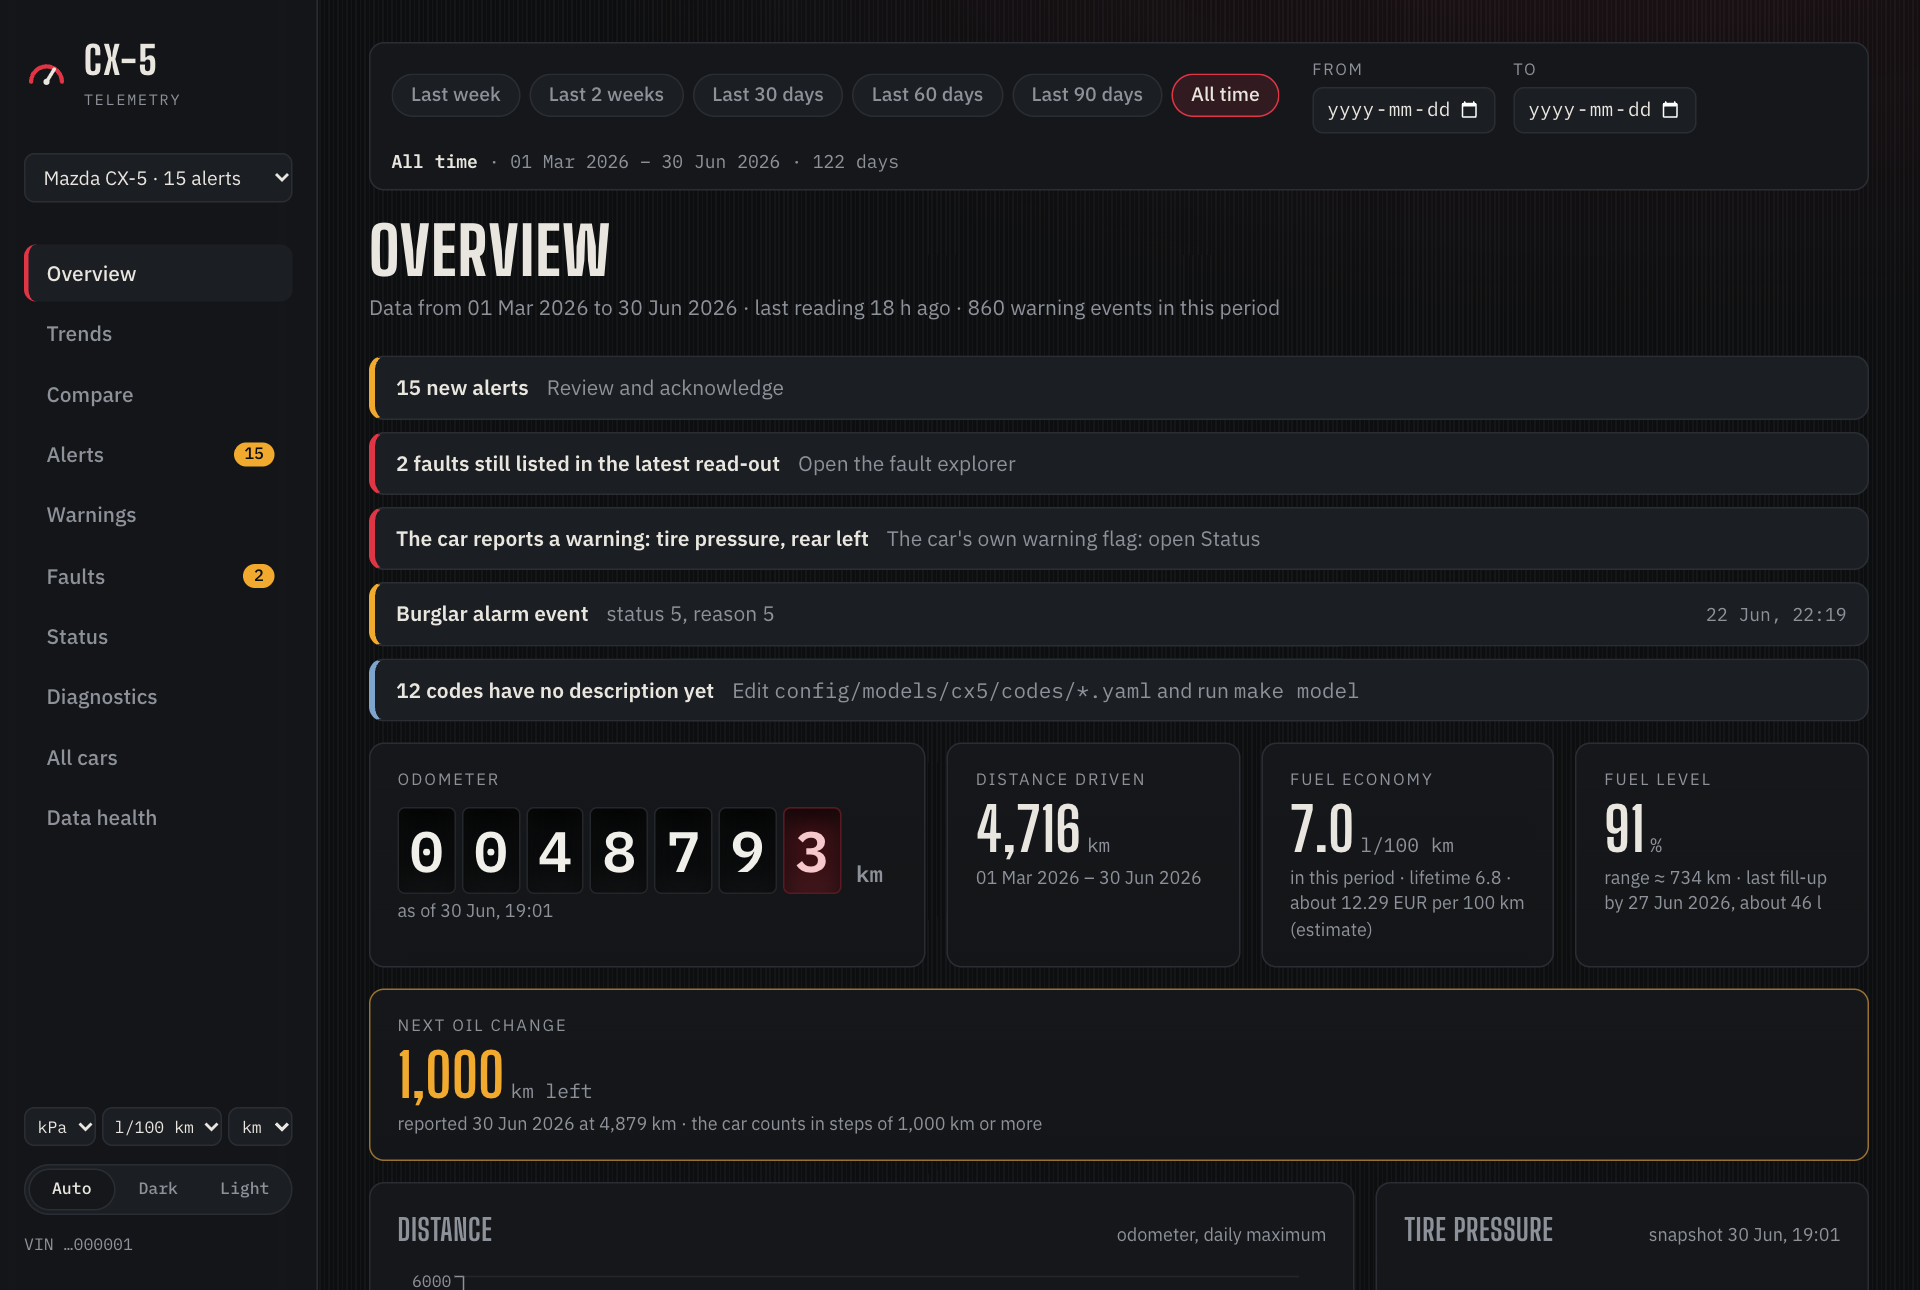 CX-5
TELEMETRY
Mazda CX-5 · 15 alerts
Overview
Trends
Compare
Alerts 15
Warnings
Faults 2
Status
Diagnostics
All cars
Data health
kPa l/100 km km
Auto Dark Light
VIN …000001
Last week Last 2 weeks Last 30 days Last 60 days Last 90 days All time
FROM TO
yyyy-mm-dd yyyy-mm-dd
All time · 01 Mar 2026 – 30 Jun 2026 · 122 days
OVERVIEW
Data from 01 Mar 2026 to 30 Jun 2026 · last reading 18 h ago · 860 warning events in this period
15 new alerts Review and acknowledge
2 faults still listed in the latest read-out Open the fault explorer
The car reports a warning: tire pressure, rear left The car's own warning flag: open Status
Burglar alarm event status 5, reason 5 22 Jun, 22:19
12 codes have no description yet Edit config/models/cx5/codes/*.yaml and run make model
ODOMETER
0 0 4 8 7 9 3 km
as of 30 Jun, 19:01
DISTANCE DRIVEN
4,716 km
01 Mar 2026 – 30 Jun 2026
FUEL ECONOMY
7.0 l/100 km
in this period · lifetime 6.8 ·
about 12.29 EUR per 100 km
(estimate)
FUEL LEVEL
91 %
range ≈ 734 km · last fill-up
by 27 Jun 2026, about 46 l
NEXT OIL CHANGE
1,000 km left
reported 30 Jun 2026 at 4,879 km · the car counts in steps of 1,000 km or more
DISTANCE odometer, daily maximum
6000
TIRE PRESSURE snapshot 30 Jun, 19:01